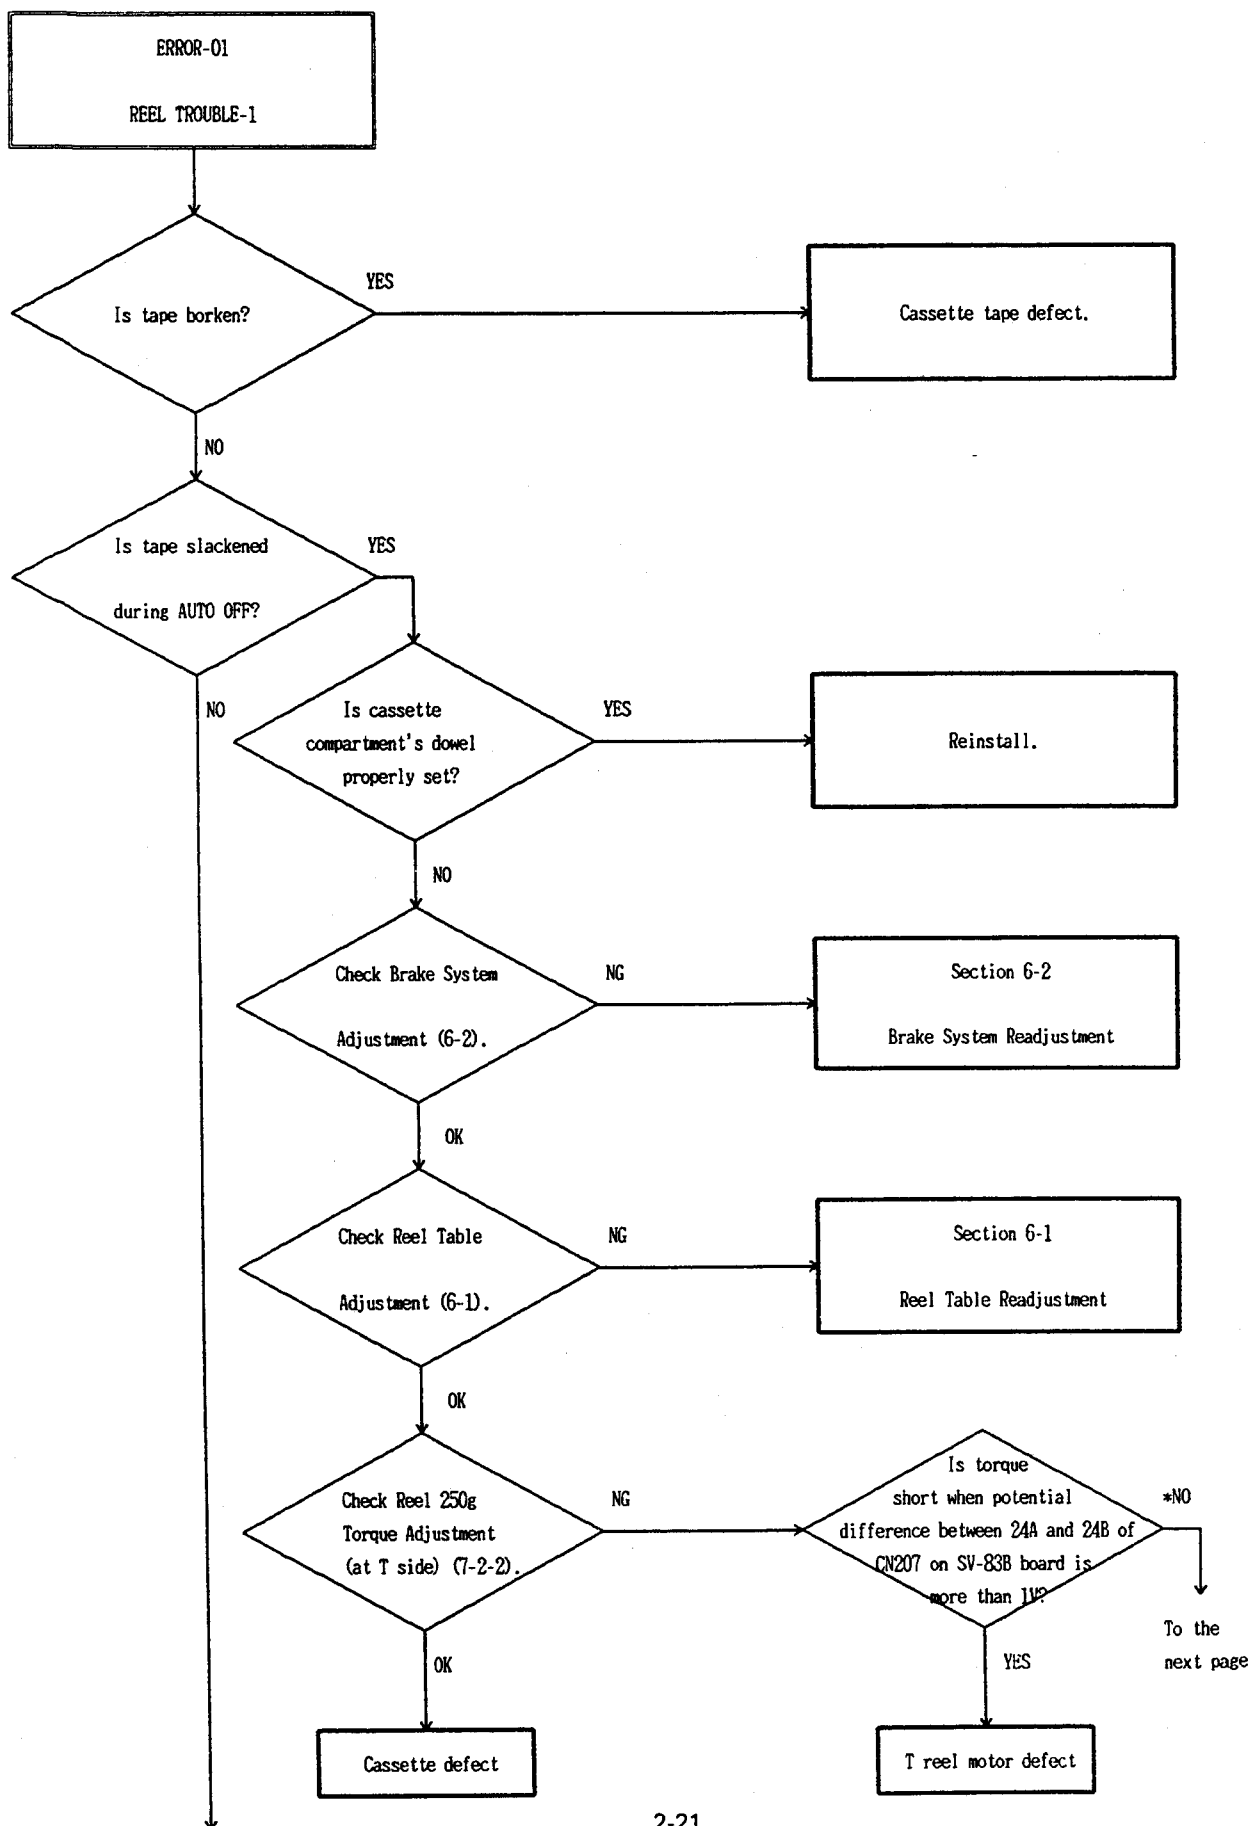 ERROR-01
REEL TROUBLE-1
Is tape borken?
YES
Cassette tape defect.
NO
Is tape slackened
during AUTO OFF?
YES
NO
Is cassette
compartment's dowel
properly set?
YES
Reinstall.
NO
Check Brake System
Adjustment (6-2).
NG
Section 6-2
Brake System Readjustment
OK
Check Reel Table
Adjustment (6-1).
NG
Section 6-1
Reel Table Readjustment
OK
Check Reel 250g
Torque Adjustment
(at T side) (7-2-2).
NG
Is torque
short when potential
difference between 24A and 24B of
CN207 on SV-83B board is
more than 1V?
*NO
To the
next page
OK
YES
Cassette defect
T reel motor defect
2-21